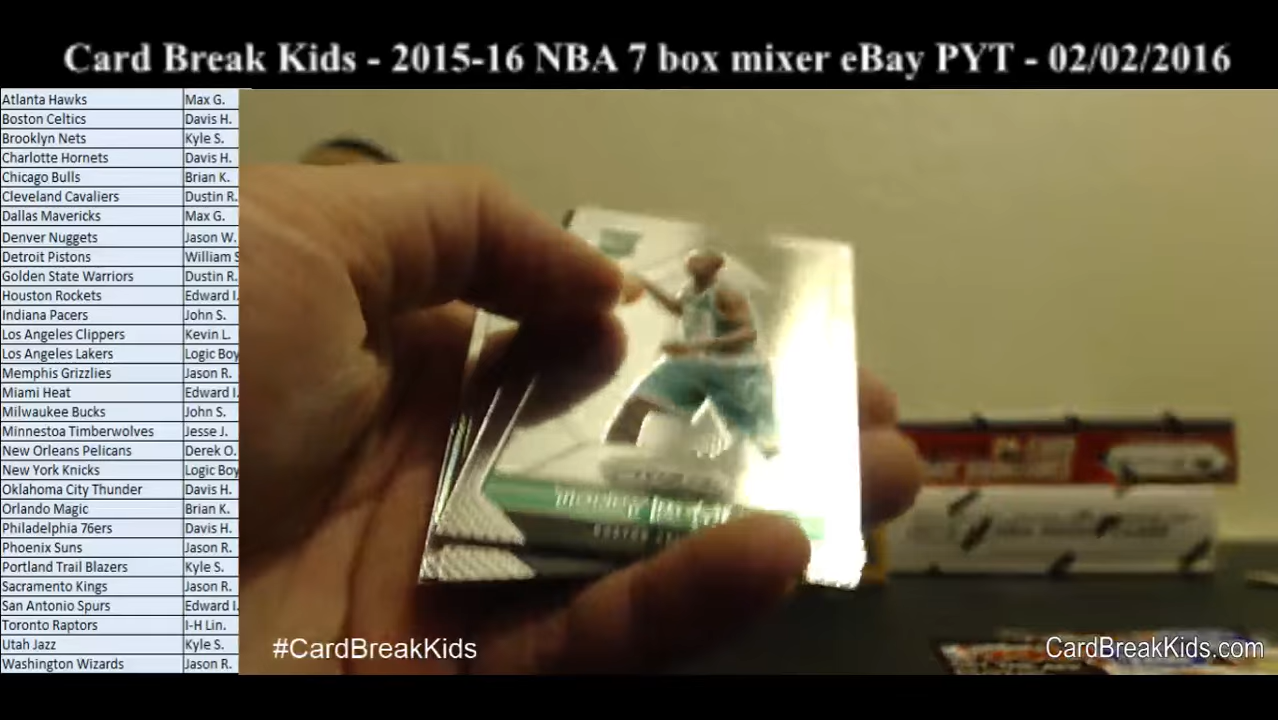 Card Break Kids - 2015-16 NBA 7 box mixer eBay PYT - 02/02/2016
Atlanta Hawks Max G.
Boston Celtics Davis H.
Brooklyn Nets Kyle S.
Charlotte Hornets Davis H.
Chicago Bulls Brian K.
Cleveland Cavaliers Dustin R.
Dallas Mavericks Max G.
Denver Nuggets Jason W.
Detroit Pistons William S
Golden State Warriors Dustin R.
Houston Rockets Edward I.
Indiana Pacers John S.
Los Angeles Clippers Kevin L.
Los Angeles Lakers Logic Boy
Memphis Grizzlies Jason R.
Miami Heat Edward I.
Milwaukee Bucks John S.
Minnestoa Timberwolves Jesse J.
New Orleans Pelicans Derek O.
New York Knicks Logic Boy
Oklahoma City Thunder Davis H.
Orlando Magic Brian K.
Philadelphia 76ers Davis H.
Phoenix Suns Jason R.
Portland Trail Blazers Kyle S.
Sacramento Kings Jason R.
San Antonio Spurs Edward I.
Toronto Raptors I-H Lin.
Utah Jazz Kyle S.
Washington Wizards Jason R.
#CardBreakKids
CardBreakKids.com